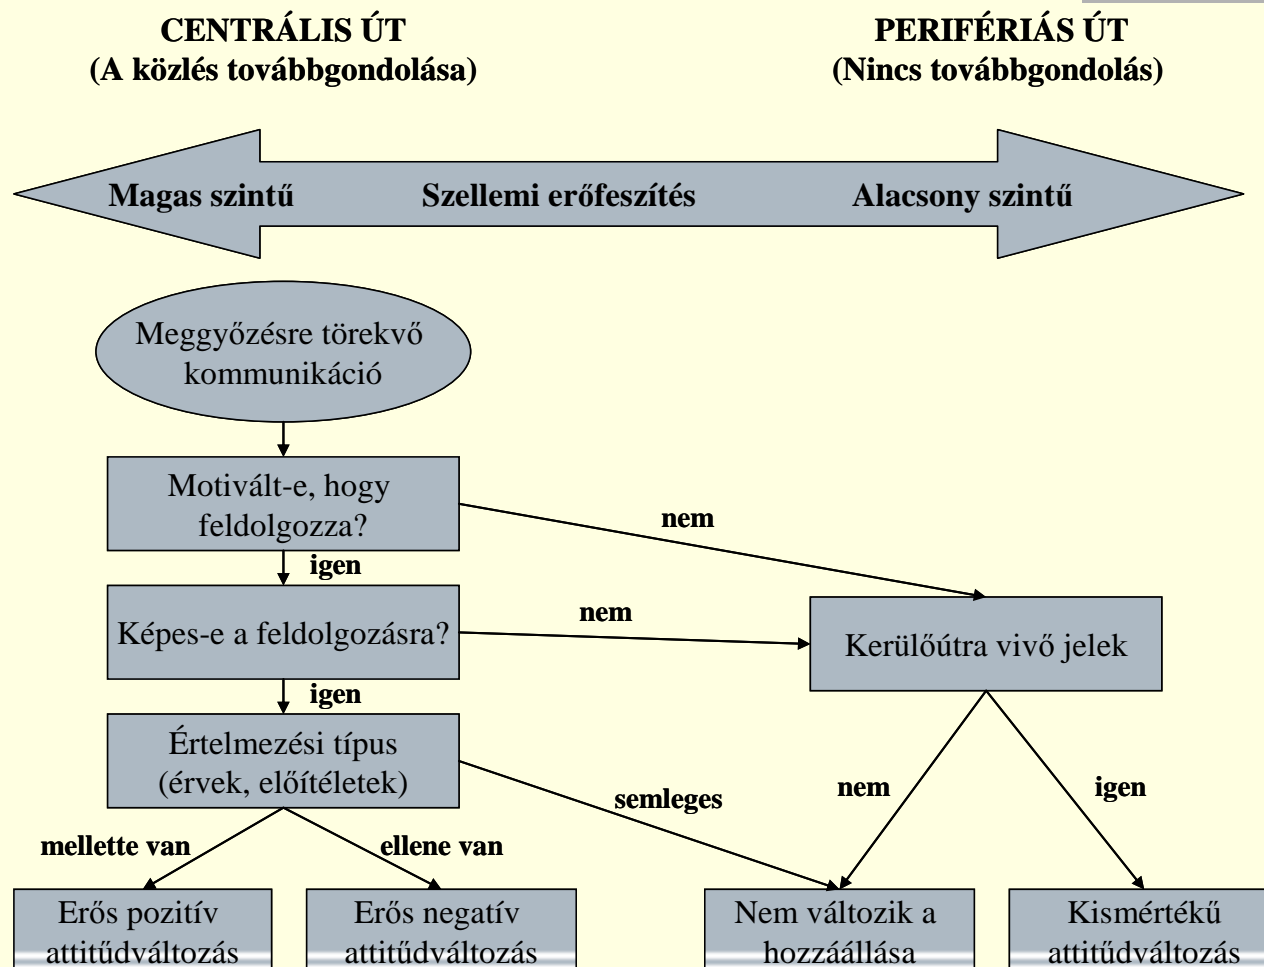 CENTRÁLIS ÚT
(A közlés továbbgondolása)
PERIFÉRIÁS ÚT
(Nincs továbbgondolás)
Magas szintű
Szellemi erőfeszítés
Alacsony szintű
Meggyőzésre törekvő
kommunikáció
Motivált-e, hogy
feldolgozza?
nem
igen
Képes-e a feldolgozásra?
nem
Kerülőútra vivő jelek
igen
Értelmezési típus
(érvek, előítéletek)
semleges
nem
igen
mellette van
ellene van
Erős pozitív
attitűdváltozás
Erős negatív
attitűdváltozás
Nem változik a
hozzáállása
Kismértékű
attitűdváltozás